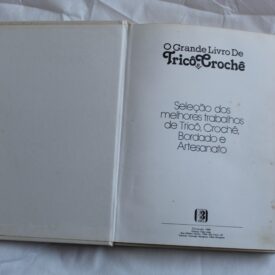 O Grande Livro De
Tricô e Crochê
Seleção dos
melhores trabalhos
de Tricô, Crochê,
Bordado e
Artesanato